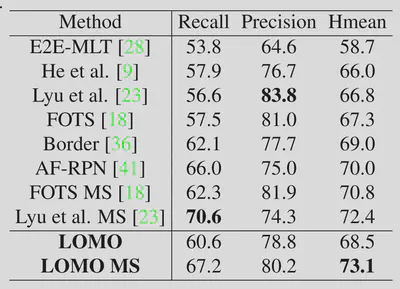 Method Recall Precision Hmean
E2E-MLT [28] 53.8 64.6 58.7
He et al. [9] 57.9 76.7 66.0
Lyu et al. [23] 56.6 83.8 66.8
FOTS [18] 57.5 81.0 67.3
Border [36] 62.1 77.7 69.0
AF-RPN [41] 66.0 75.0 70.0
FOTS MS [18] 62.3 81.9 70.8
Lyu et al. MS [23] 70.6 74.3 72.4
LOMO 60.6 78.8 68.5
LOMO MS 67.2 80.2 73.1